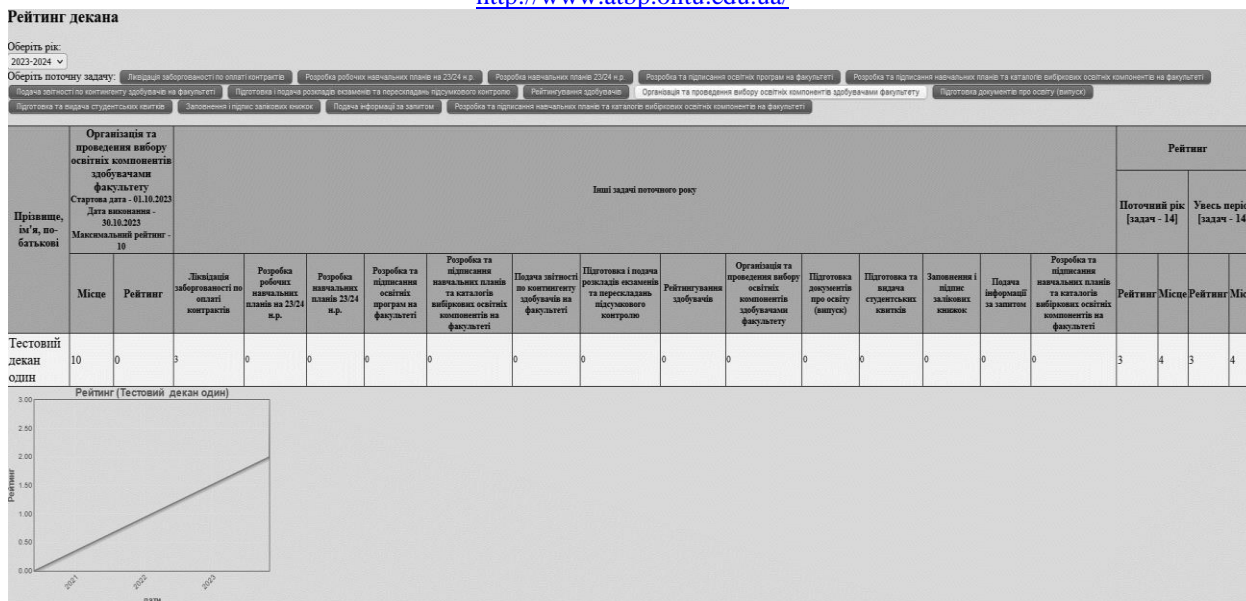 http://www.atbp.ontu.edu.ua/
Рейтинг декана
Оберіть рік:
2023-2024
Оберіть поточну задачу: Ліквідація заборгованості по оплаті контрактів Розробка робочих навчальних планів на 23/24 н.р. Розробка навчальних планів 23/24 н.р. Розробка та підписання освітніх програм на факультеті Розробка та підписання навчальних планів та каталогів вибіркових освітніх компонентів на факультеті
Подача звітності по контингенту здобувачів на факультеті Підготовка і подача розкладів екзаменів та перескладань підсумкового контролю Рейтингування здобувачів Організація та проведення вибору освітніх компонентів здобувачами факультету Підготовка документів про освіту (випуск)
Підготовка та видача студентських квитків Заповнення і підпис залікових книжок Подача інформації за запитом Розробка та підписання навчальних планів та каталогів вибіркових освітніх компонентів на факультеті
Прізвище,
ім'я, по-
батькові
Організація та
проведення вибору
освітніх компонентів
здобувачами
факультету
Стартова дата - 01.10.2023
Дата виконання -
30.10.2023
Максимальний рейтинг -
10
Інші задачі поточного року
Рейтинг
Поточний рік
[задач - 14]
Увесь період
[задач - 14
Місце
Рейтинг
Ліквідація
заборгованості по
оплаті
контрактів
Розробка
робочих
навчальних
планів на 23/24
н.р.
Розробка
навчальних
планів 23/24
н.р.
Розробка та
підписання
освітніх
програм на
факультеті
Розробка та
підписання
навчальних планів
та каталогів
вибіркових освітніх
компонентів на
факультеті
Подача звітності
по контингенту
здобувачів на
факультеті
Підготовка і подача
розкладів екзаменів
та перескладань
підсумкового
контролю
Рейтингування
здобувачів
Організація та
проведення вибору
освітніх
компонентів
здобувачами
факультету
Підготовка
документів
про освіту
(випуск)
Підготовка та
видача
студентських
квитків
Заповнення і
підпис
залікових
книжок
Подача
інформації
за запитом
Розробка та
підписання
навчальних планів
та каталогів
вибіркових освітніх
компонентів на
факультеті
Рейтинг Місце Рейтинг Міс
Тестовий
декан
один
10 0 3 0 0 0 0 0 0 0 0 0 0 0 0 0 3 4 3 4
Рейтинг (Тестовий декан один)
3.00
2.50
2.00
1.50
1.00
0.50
0.00
Рейтинг
2021 2022 2023
дати